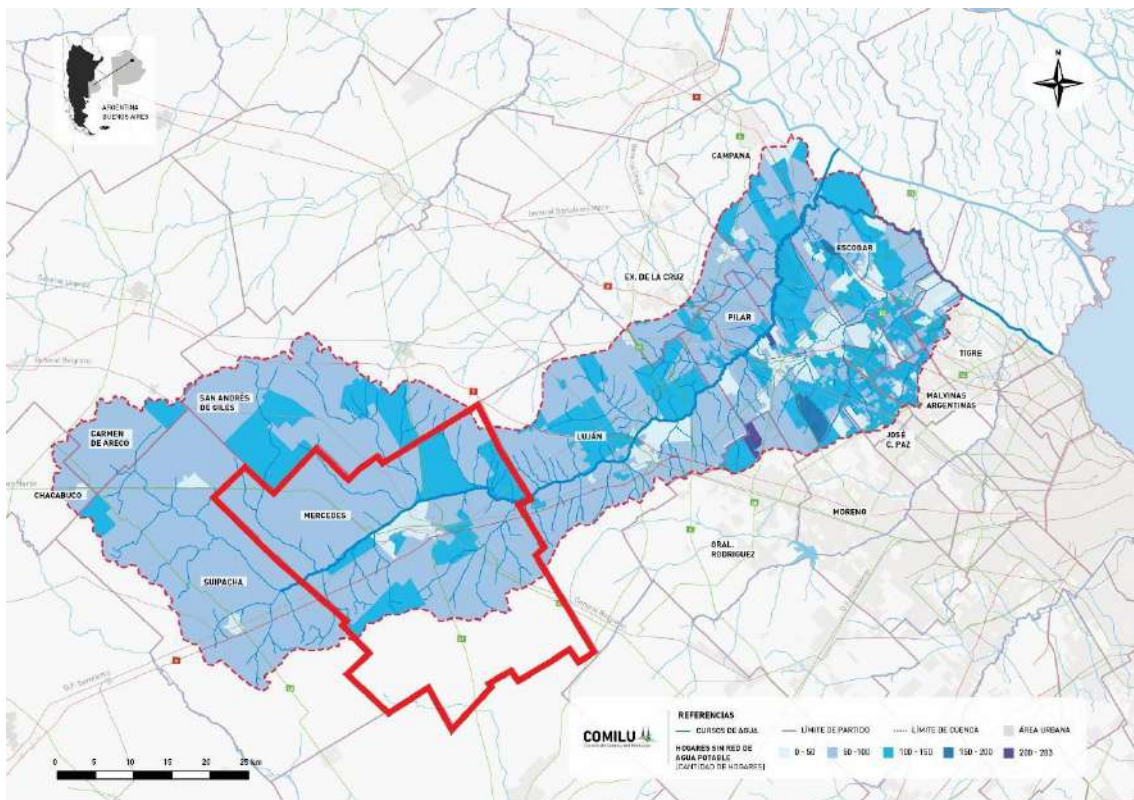 ARGENTINA
BUENOS AIRES
N
CAMPANA
ESCOBAR
EX. DE LA CRUZ
PILAR
TIGRE
MALVINAS
ARGENTINAS
JOSÉ
C. PAZ
SAN ANDRÉS
DE GILES
LUJÁN
CARMEN
DE ARECO
CHACABUCO
MERCEDES
MORENO
GRAL.
RODRIGUEZ
SUIPACHA
0 5 10 15 20 25 km
COMILU
REFERENCIAS
CURSOS DE AGUA
LÍMITE DE PARTIDO
LÍMITE DE CUENCA
ÁREA URBANA
HOGARES SIN RED DE
AGUA POTABLE
(CANTIDAD DE HOGARES)
0 - 50
50 - 100
100 - 150
150 - 200
200 - 283